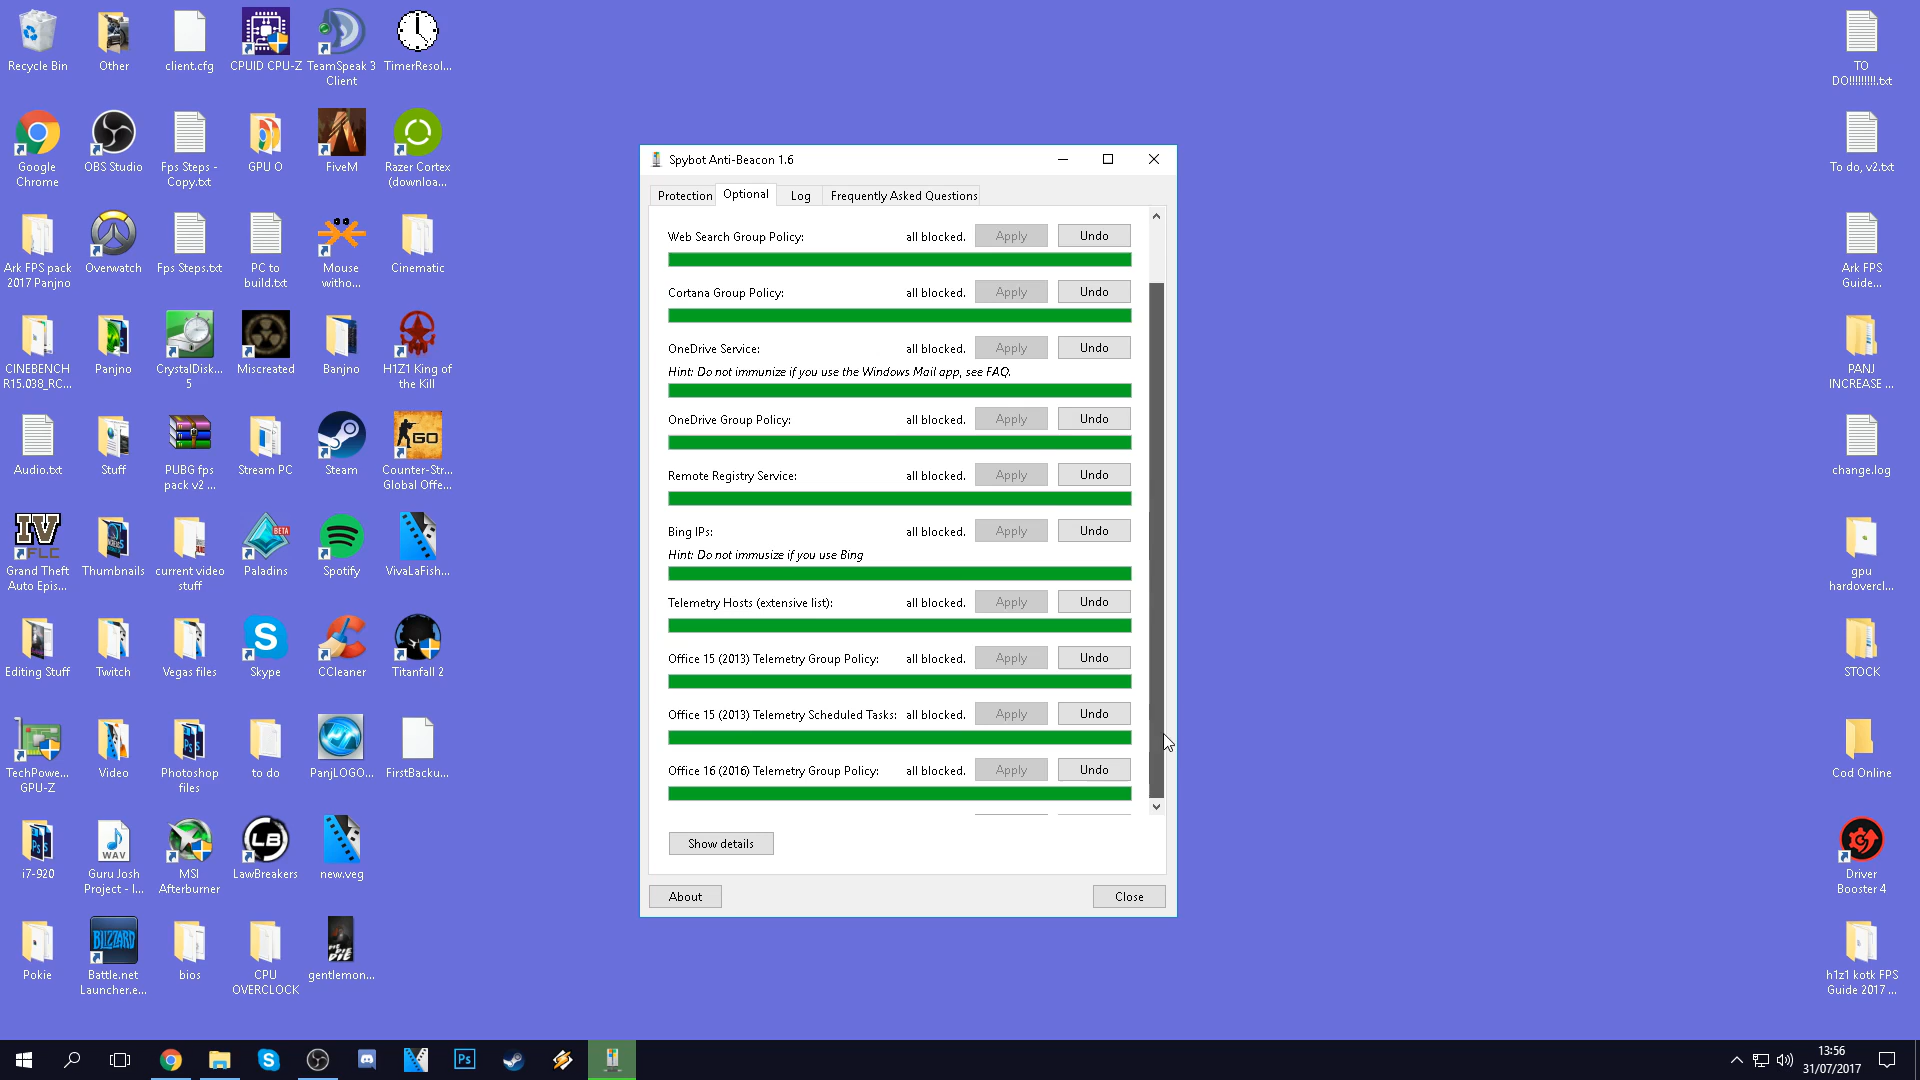 Recycle Bin
Other
client.cfg
CPUID CPU-Z
TeamSpeak 3
Client
TimerResol...
Google
Chrome
OBS Studio
Fps Steps -
Copy.txt
GPU O
FiveM
Razer Cortex
(downloa...
Ark FPS pack
2017 Panjno
Overwatch
Fps Steps.txt
PC to
build.txt
Mouse
witho...
Cinematic
CINEBENCH
R15.038_RC...
Panjno
CrystalDisk...
5
Miscreated
Banjno
H1Z1 King of
the Kill
Audio.txt
Stuff
PUBG fps
pack v2 ...
Stream PC
Steam
GO
Counter-Str...
Global Offe...
IV
FLC
Grand Theft
Auto Epis...
Thumbnails
current video
stuff
BETA
Paladins
Spotify
VivaLaFish...
Editing Stuff
Twitch
Vegas files
Skype
CCleaner
Titanfall 2
TechPowe...
GPU-Z
Video
Photoshop
files
to do
PanjLOGO...
FirstBacku...
i7-920
WAV
Guru Josh
Project - I...
MSI
Afterburner
LB
LawBreakers
new.veg
Pokie
BLIZZARD
Battle.net
Launcher.e...
bios
CPU
OVERCLOCK
gentlemon...
Spybot Anti-Beacon 1.6
Protection Optional Log Frequently Asked Questions
Web Search Group Policy: all blocked. Apply Undo
Cortana Group Policy: all blocked. Apply Undo
OneDrive Service: all blocked. Apply Undo
Hint: Do not immunize if you use the Windows Mail app, see FAQ.
OneDrive Group Policy: all blocked. Apply Undo
Remote Registry Service: all blocked. Apply Undo
Bing IPs: all blocked. Apply Undo
Hint: Do not immusize if you use Bing
Telemetry Hosts (extensive list): all blocked. Apply Undo
Office 15 (2013) Telemetry Group Policy: all blocked. Apply Undo
Office 15 (2013) Telemetry Scheduled Tasks: all blocked. Apply Undo
Office 16 (2016) Telemetry Group Policy: all blocked. Apply Undo
Show details
About Close
TO
DO!!!!!!!!!.txt
To do, v2.txt
Ark FPS
Guide...
PANJ
INCREASE ...
change.log
gpu
hardovercl...
STOCK
Cod Online
Driver
Booster 4
h1z1 kotk FPS
Guide 2017 ...
Ps
13:56
31/07/2017